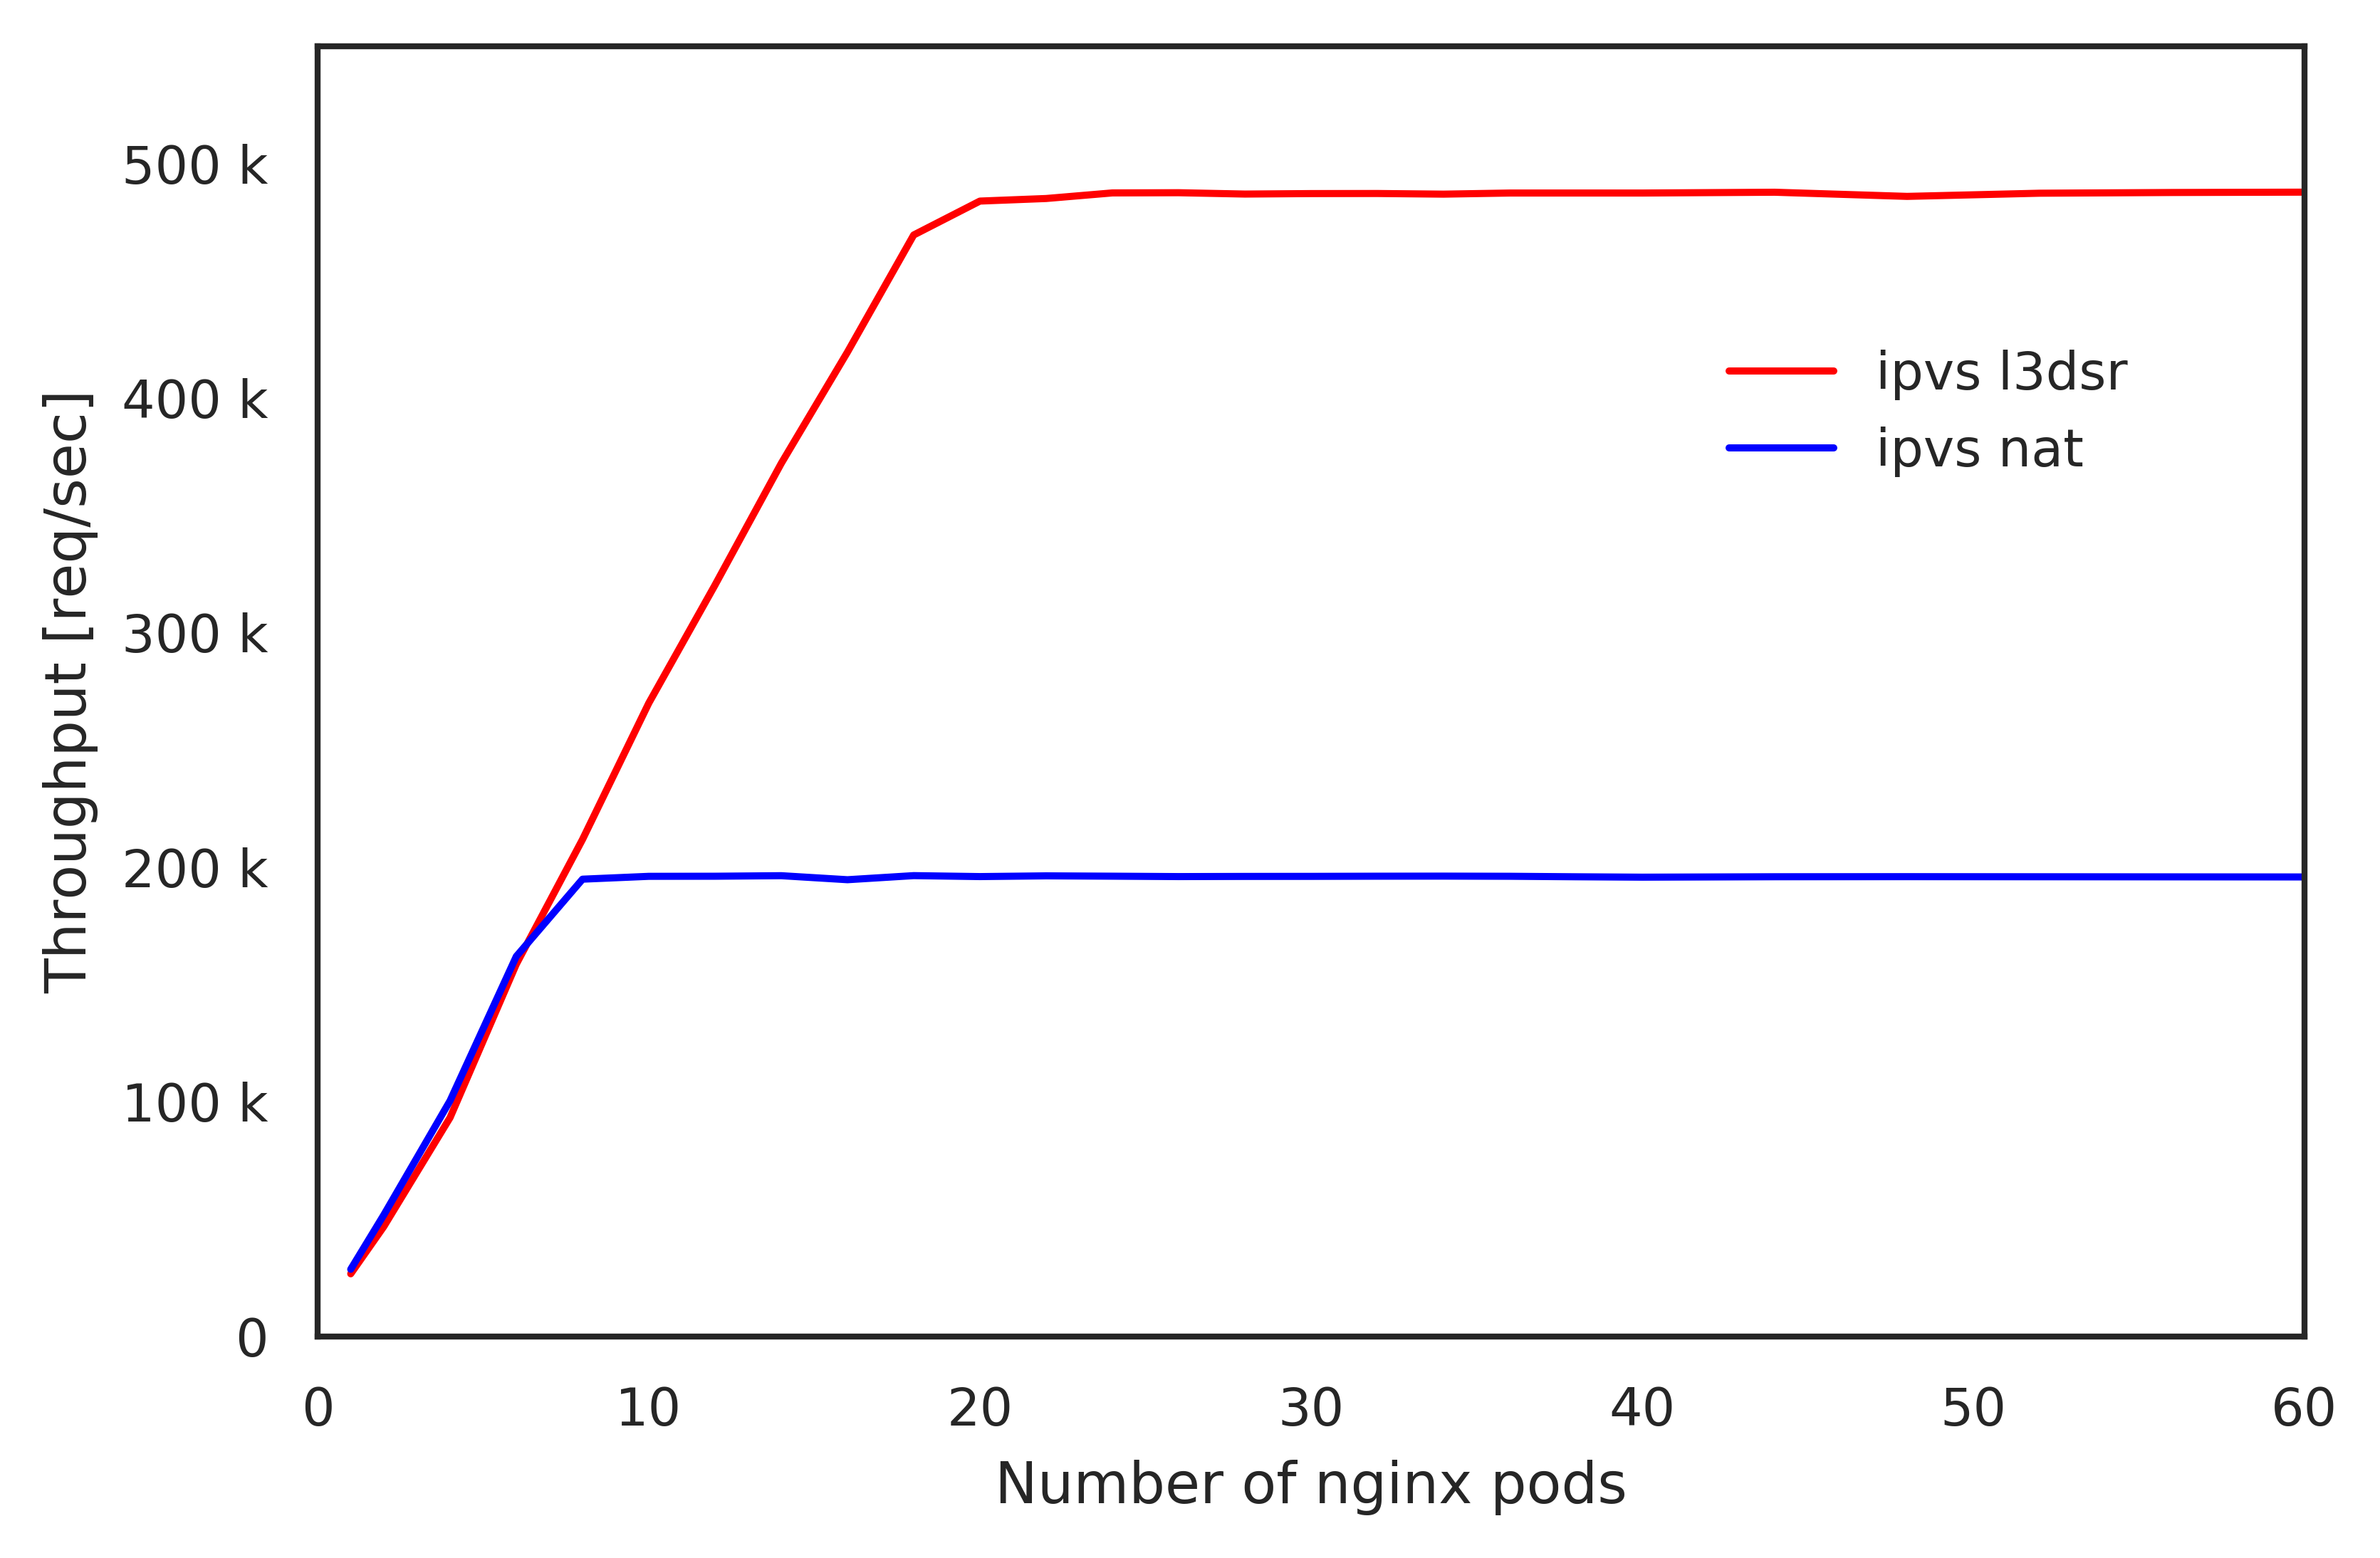 500 k
400 k
300 k
200 k
100 k
0
Throughput [req/sec]
ipvs l3dsr
ipvs nat
0 10 20 30 40 50 60
Number of nginx pods